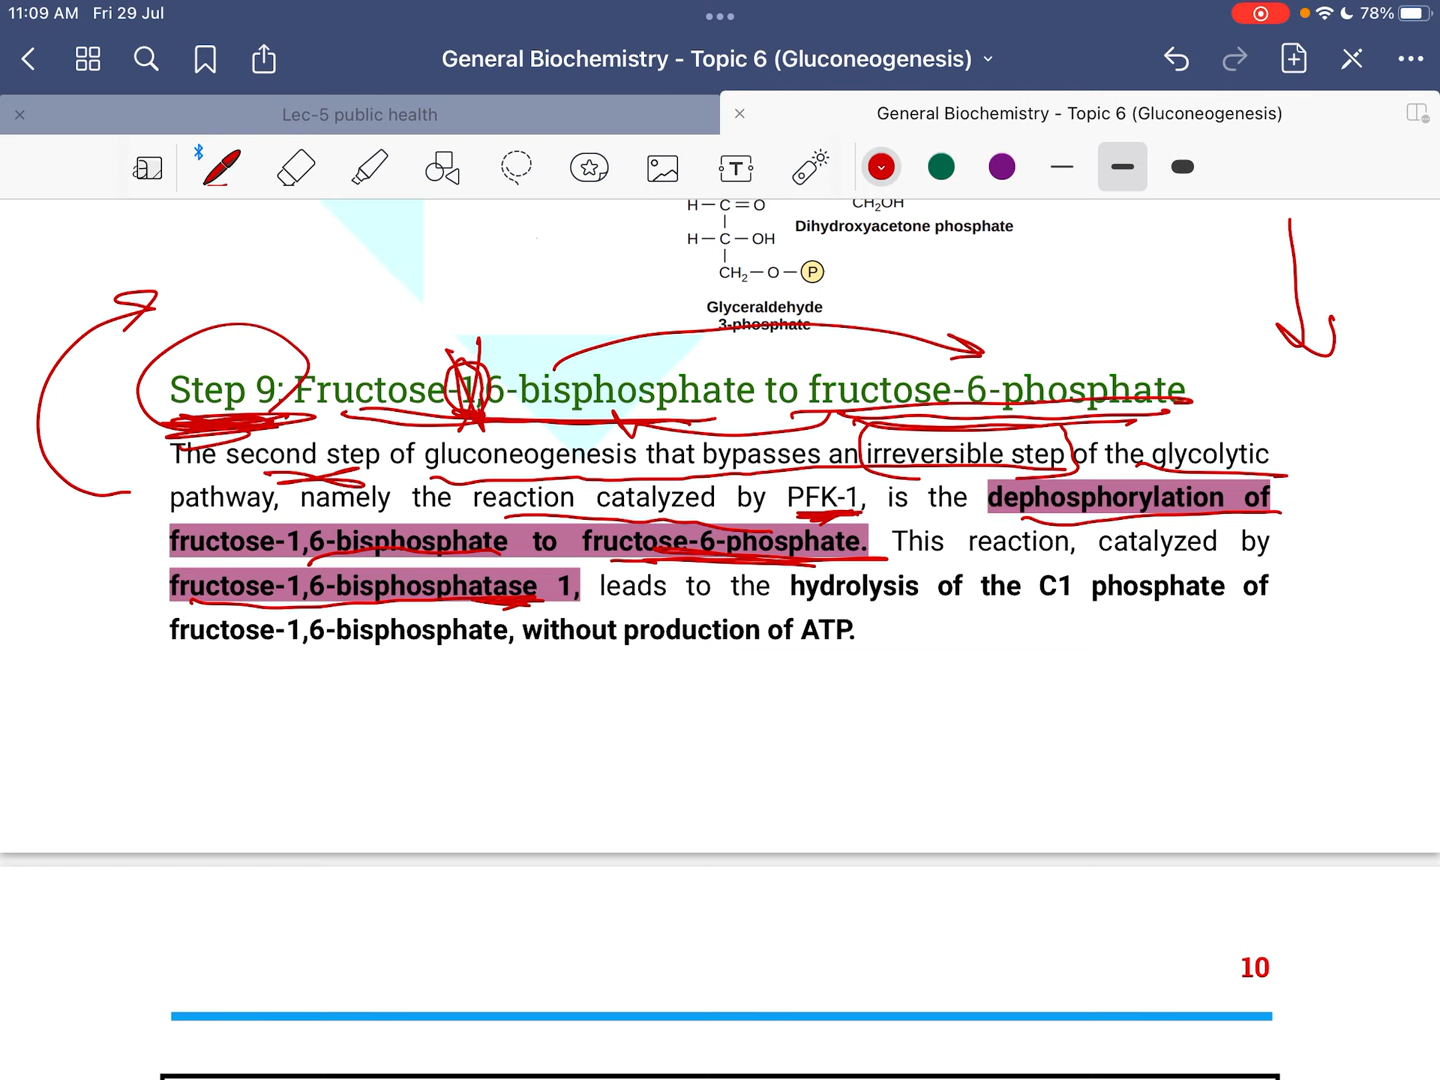 11:09 AM Fri 29 Jul
78%
General Biochemistry - Topic 6 (Gluconeogenesis)
Lec-5 public health
General Biochemistry - Topic 6 (Gluconeogenesis)
T
H—C=O
CH₂OH
Dihydroxyacetone phosphate
H—C—OH
CH₂—O—P
Glyceraldehyde
3-phosphate
Step 9: Fructose-1,6-bisphosphate to fructose-6-phosphate
The second step of gluconeogenesis that bypasses an irreversible step of the glycolytic
pathway, namely the reaction catalyzed by PFK-1, is the dephosphorylation of
fructose-1,6-bisphosphate to fructose-6-phosphate. This reaction, catalyzed by
fructose-1,6-bisphosphatase 1, leads to the hydrolysis of the C1 phosphate of
fructose-1,6-bisphosphate, without production of ATP.
10